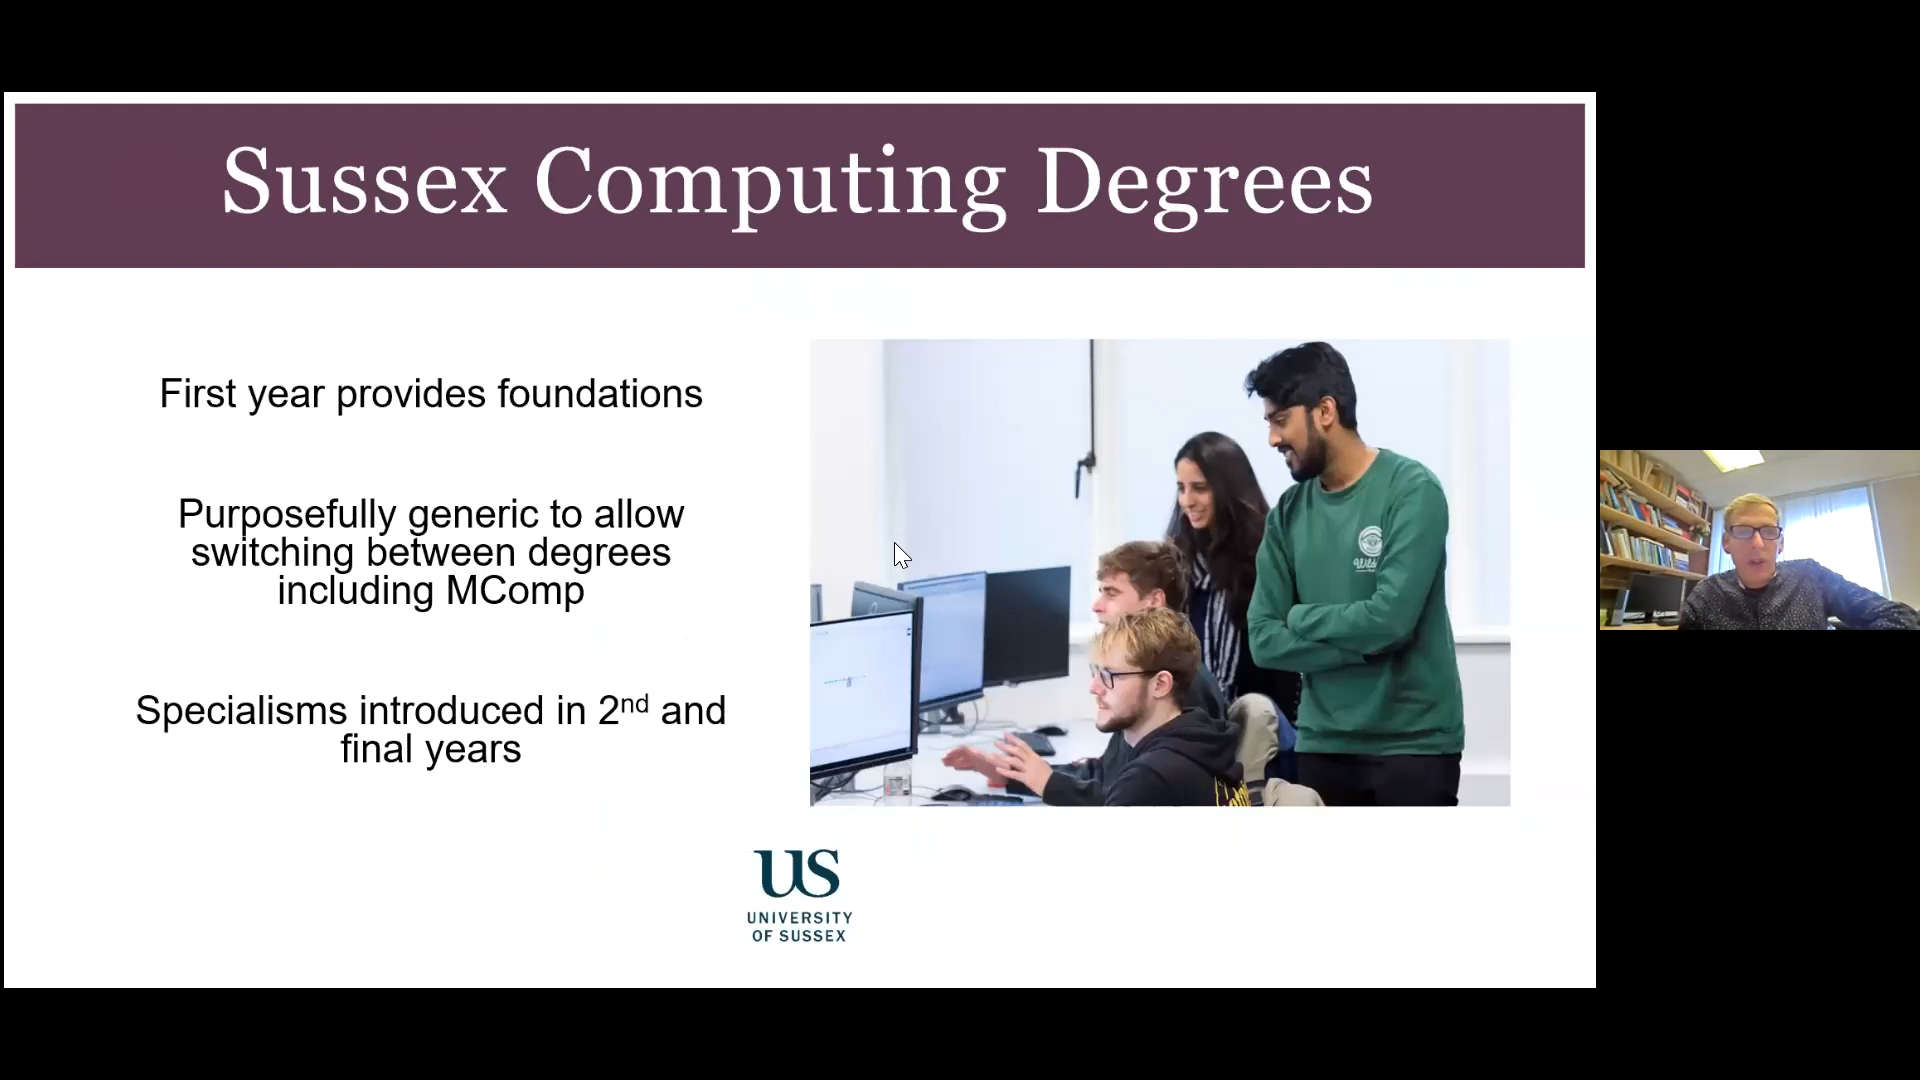 Sussex Computing Degrees
First year provides foundations
Purposefully generic to allow
switching between degrees
including MComp
Specialisms introduced in 2nd and
final years
US
UNIVERSITY
OF SUSSEX